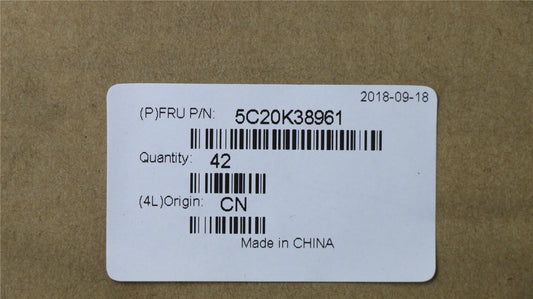 2018-09-18
(P)FRU P/N: 5C20K38961
Quantity: 42
(4L)Origin: CN
Made in CHINA